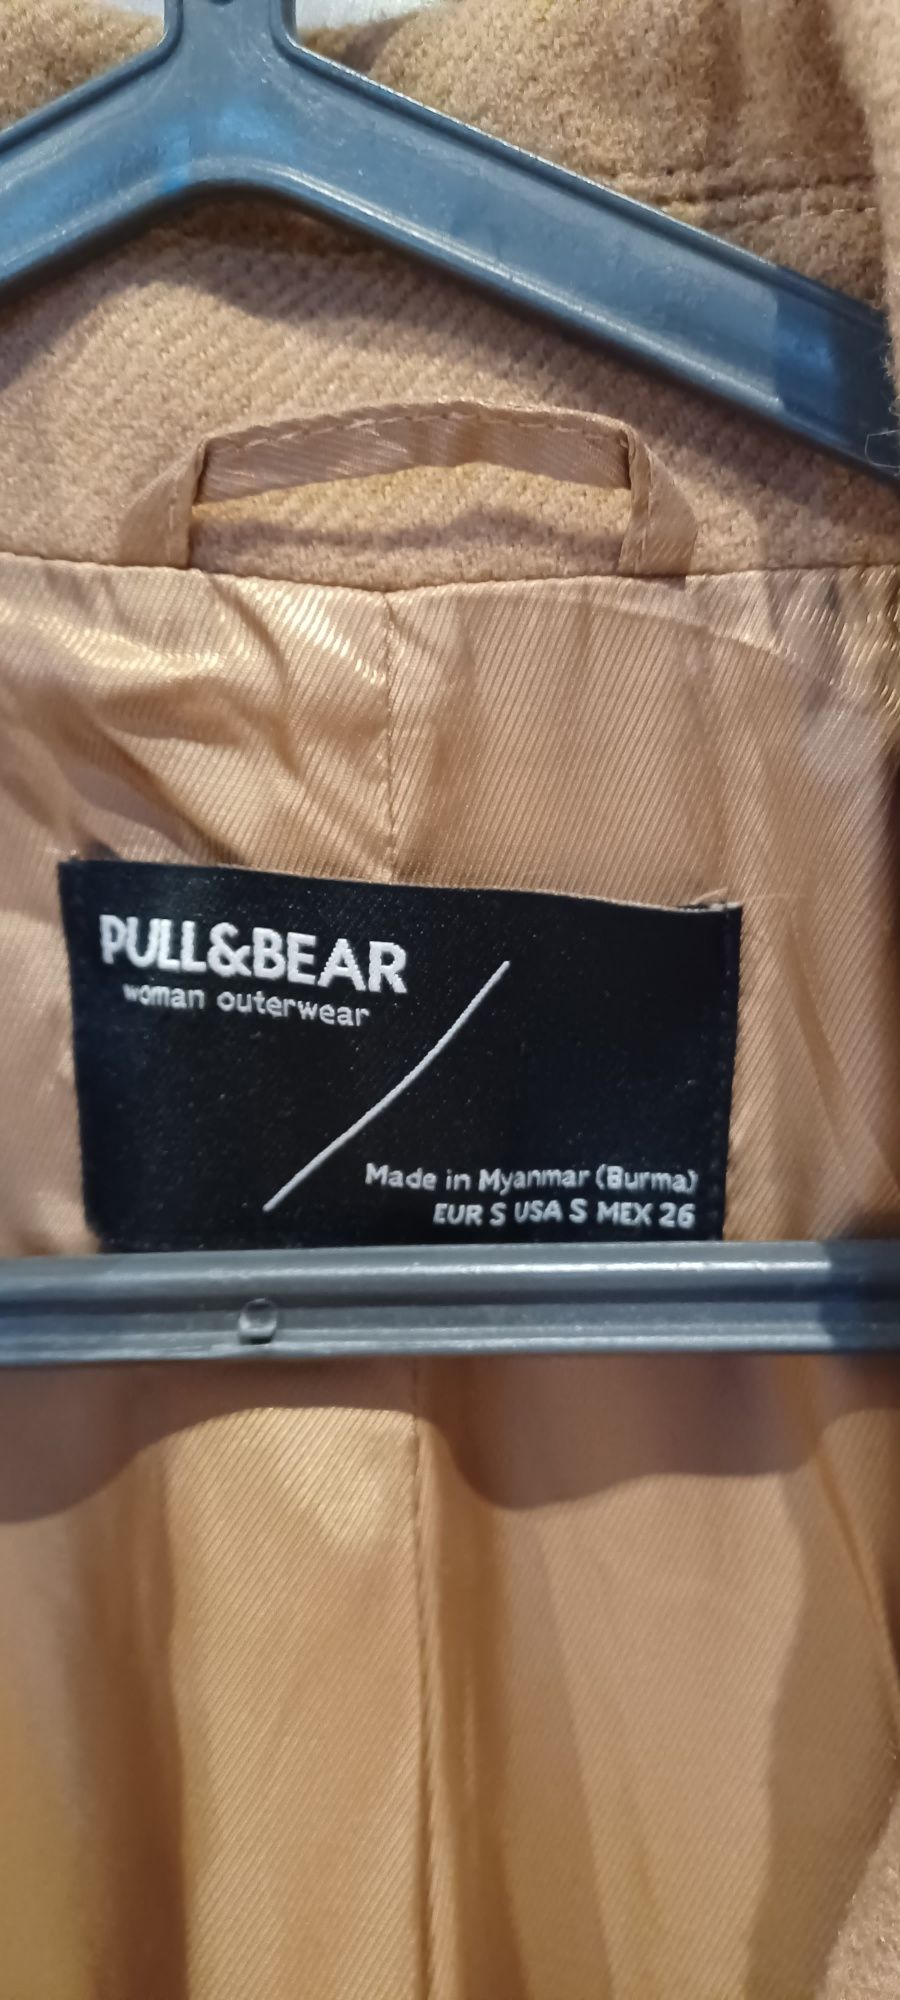 PULL&BEAR
woman outerwear
Made in Myanmar (Burma)
EUR S USA S MEX 26